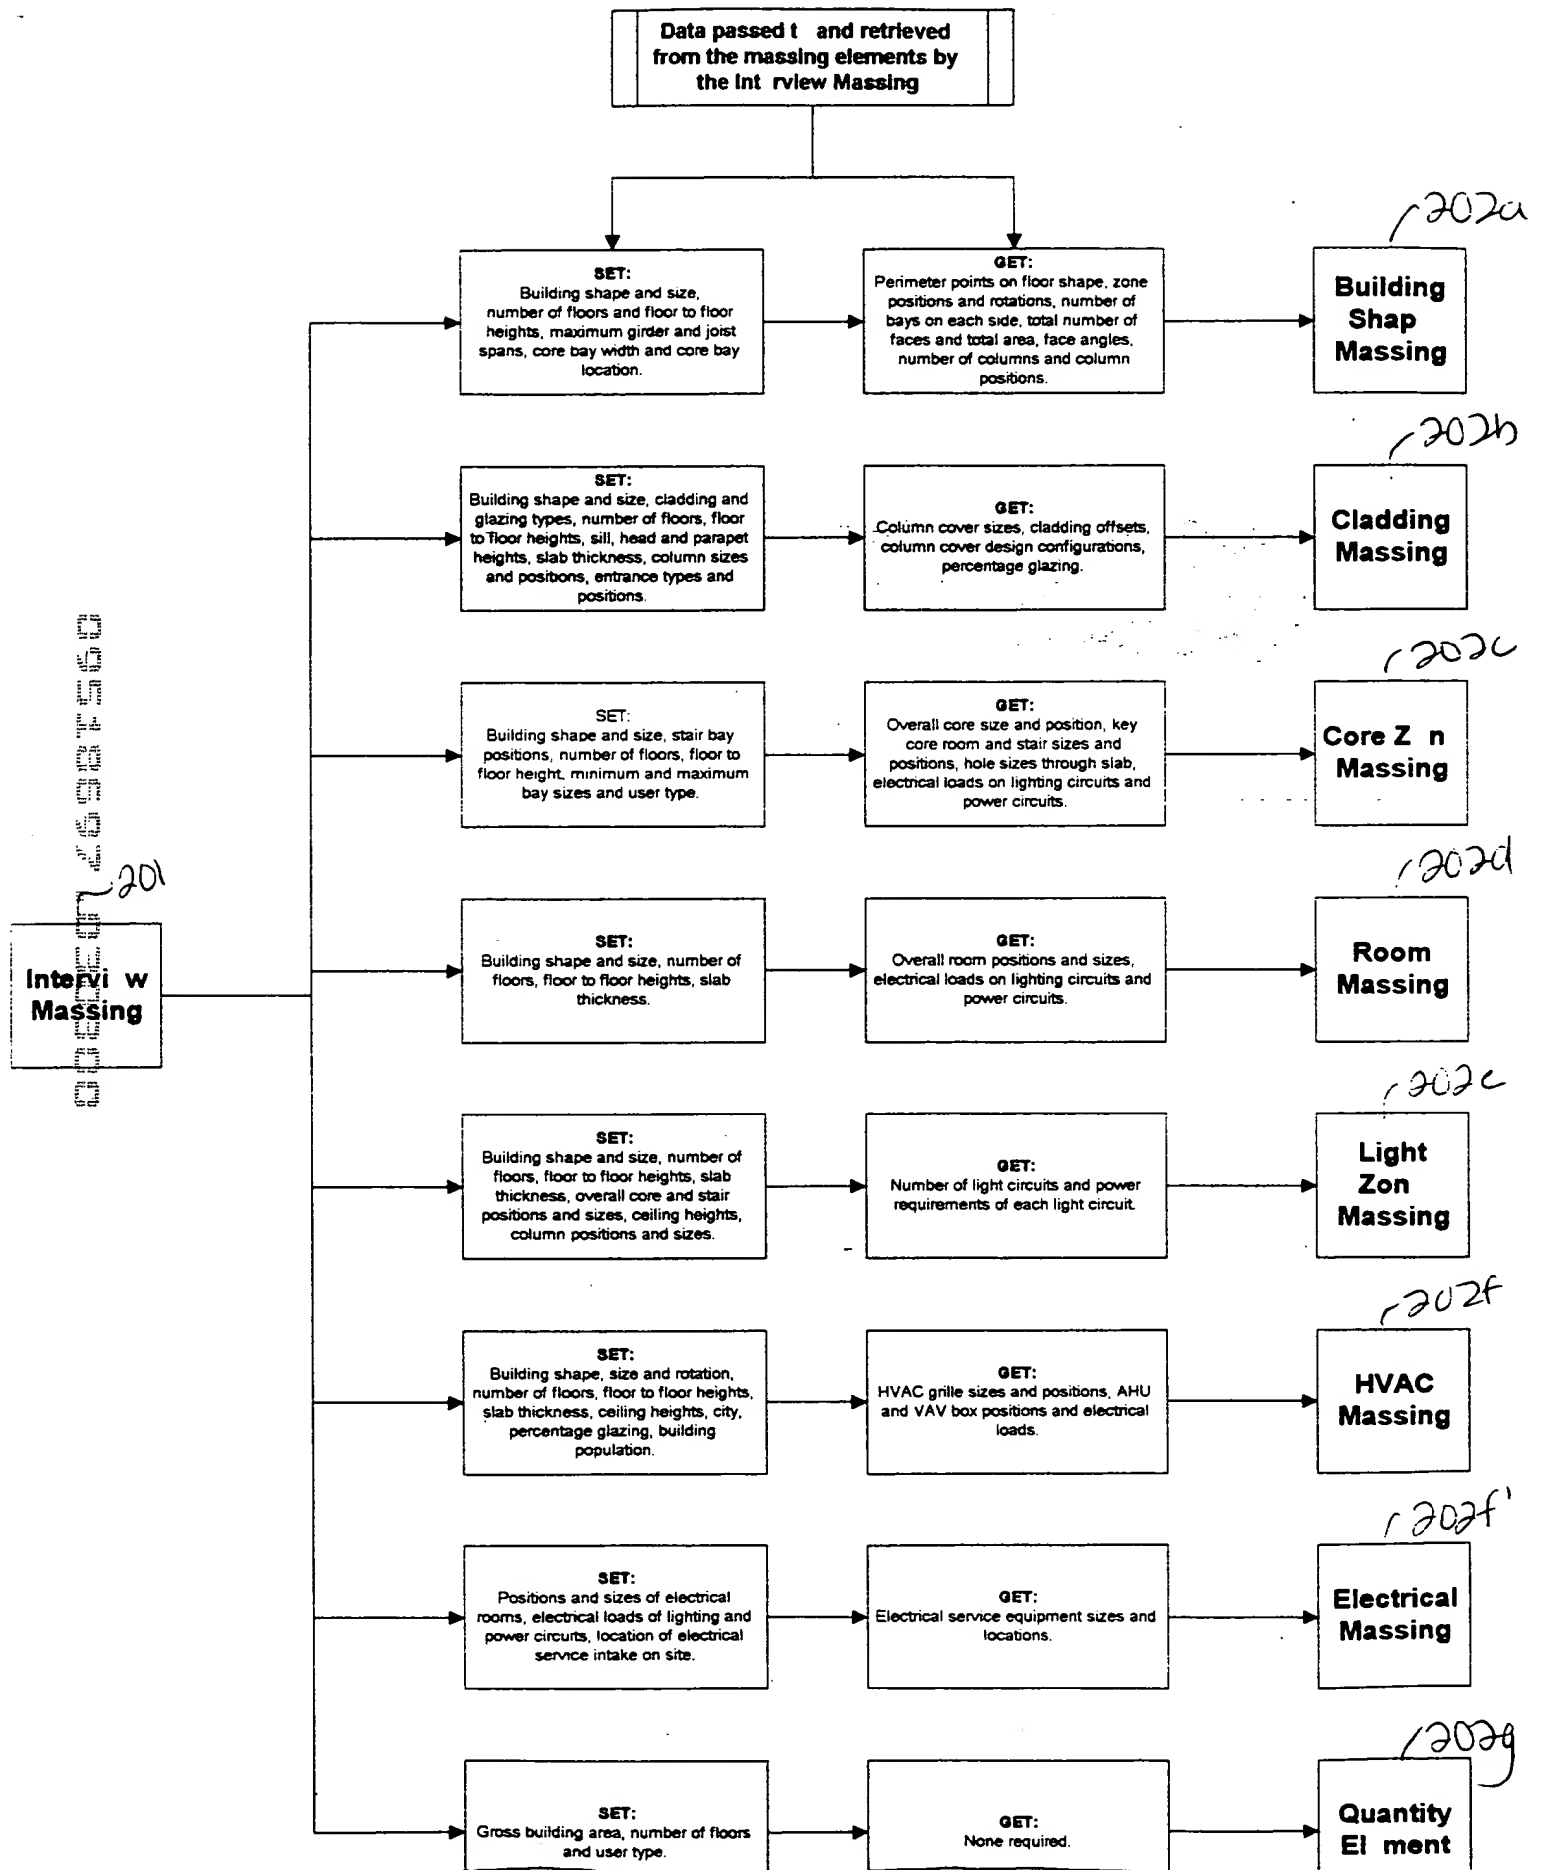 Data passed t and retrieved
from the massing elements by
the Int rview Massing
202a
SET:
Building shape and size,
number of floors and floor to floor
heights, maximum girder and joist
spans, core bay width and core bay
location.
GET:
Perimeter points on floor shape, zone
positions and rotations, number of
bays on each side, total number of
faces and total area, face angles,
number of columns and column
positions.
Building
Shap
Massing
202b
SET:
Building shape and size, cladding and
glazing types, number of floors, floor
to floor heights, sill, head and parapet
heights, slab thickness, column sizes
and positions, entrance types and
positions.
GET:
Column cover sizes, cladding offsets,
column cover design configurations,
percentage glazing.
Cladding
Massing
202c
SET:
Building shape and size, stair bay
positions, number of floors, floor to
floor height, minimum and maximum
bay sizes and user type.
GET:
Overall core size and position, key
core room and stair sizes and
positions, hole sizes through slab,
electrical loads on lighting circuits and
power circuits.
Core Z n
Massing
201
Intervi w
Massing
202d
SET:
Building shape and size, number of
floors, floor to floor heights, slab
thickness.
GET:
Overall room positions and sizes,
electrical loads on lighting circuits and
power circuits.
Room
Massing
202e
SET:
Building shape and size, number of
floors, floor to floor heights, slab
thickness, overall core and stair
positions and sizes, ceiling heights,
column positions and sizes.
GET:
Number of light circuits and power
requirements of each light circuit.
Light
Zon
Massing
202f
SET:
Building shape, size and rotation,
number of floors, floor to floor heights,
slab thickness, ceiling heights, city,
percentage glazing, building
population.
GET:
HVAC grille sizes and positions, AHU
and VAV box positions and electrical
loads.
HVAC
Massing
202f'
SET:
Positions and sizes of electrical
rooms, electrical loads of lighting and
power circuits, location of electrical
service intake on site.
GET:
Electrical service equipment sizes and
locations.
Electrical
Massing
202g
SET:
Gross building area, number of floors
and user type.
GET:
None required.
Quantity
El ment